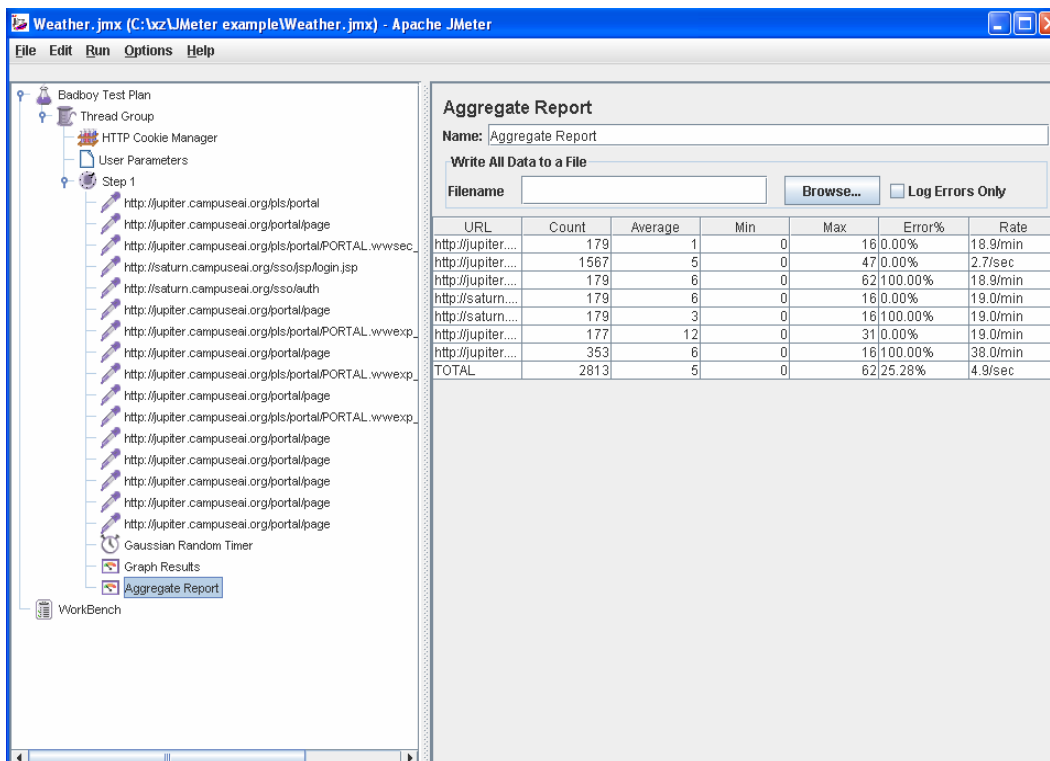 Weather.jmx (C:\xz\JMeter example\Weather.jmx) - Apache JMeter
File Edit Run Options Help
Badboy Test Plan
Thread Group
HTTP Cookie Manager
User Parameters
Step 1
http://jupiter.campuseai.org/pls/portal
http://jupiter.campuseai.org/portal/page
http://jupiter.campuseai.org/pls/portal/PORTAL.wwsec_
http://saturn.campuseai.org/sso/jsp/login.jsp
http://saturn.campuseai.org/sso/auth
http://jupiter.campuseai.org/portal/page
http://jupiter.campuseai.org/pls/portal/PORTAL.wwexp_
http://jupiter.campuseai.org/portal/page
http://jupiter.campuseai.org/pls/portal/PORTAL.wwexp_
http://jupiter.campuseai.org/portal/page
http://jupiter.campuseai.org/pls/portal/PORTAL.wwexp_
http://jupiter.campuseai.org/portal/page
http://jupiter.campuseai.org/portal/page
http://jupiter.campuseai.org/portal/page
http://jupiter.campuseai.org/portal/page
http://jupiter.campuseai.org/portal/page
Gaussian Random Timer
Graph Results
Aggregate Report
WorkBench
Aggregate Report
Name: Aggregate Report
Write All Data to a File
Filename Browse... Log Errors Only
URL Count Average Min Max Error% Rate
http://jupiter.... 179 1 0 16 0.00% 18.9/min
http://jupiter.... 1567 5 0 47 0.00% 2.7/sec
http://jupiter.... 179 6 0 62 100.00% 18.9/min
http://saturn.... 179 6 0 16 0.00% 19.0/min
http://saturn.... 179 3 0 16 100.00% 19.0/min
http://jupiter.... 177 12 0 31 0.00% 19.0/min
http://jupiter.... 353 6 0 16 100.00% 38.0/min
TOTAL 2813 5 0 62 25.28% 4.9/sec